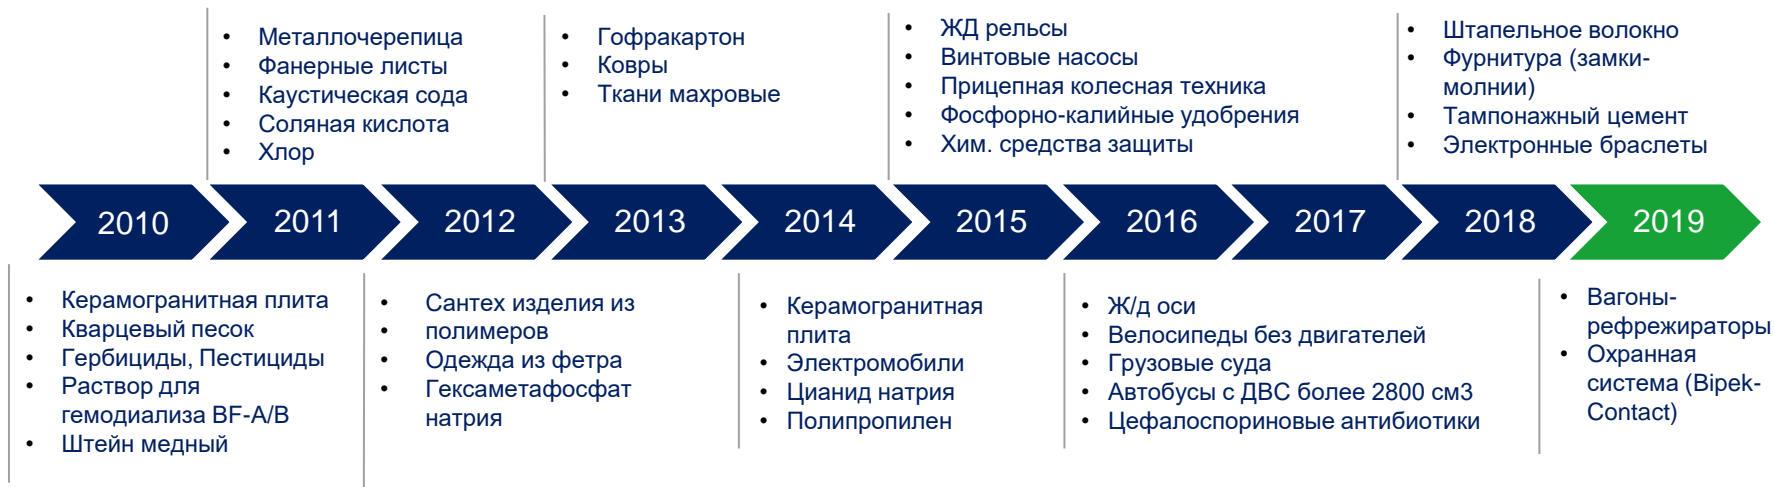 • Металлочерепица
• Фанерные листы
• Каустическая сода
• Соляная кислота
• Хлор
• Гофракартон
• Ковры
• Ткани махровые
• ЖД рельсы
• Винтовые насосы
• Прицепная колесная техника
• Фосфорно-калийные удобрения
• Хим. средства защиты
• Штапельное волокно
• Фурнитура (замки-
молнии)
• Тампонажный цемент
• Электронные браслеты
2010
2011
2012
2013
2014
2015
2016
2017
2018
2019
• Керамогранитная плита
• Кварцевый песок
• Гербициды, Пестициды
• Раствор для
гемодиализа BF-A/B
• Штейн медный
• Сантех изделия из
• полимеров
• Одежда из фетра
• Гексаметафосфат
натрия
• Керамогранитная
плита
• Электромобили
• Цианид натрия
• Полипропилен
• Ж/д оси
• Велосипеды без двигателей
• Грузовые суда
• Автобусы с ДВС более 2800 см3
• Цефалоспориновые антибиотики
• Вагоны-
рефрежираторы
• Охранная
система (Bipek-
Contact)